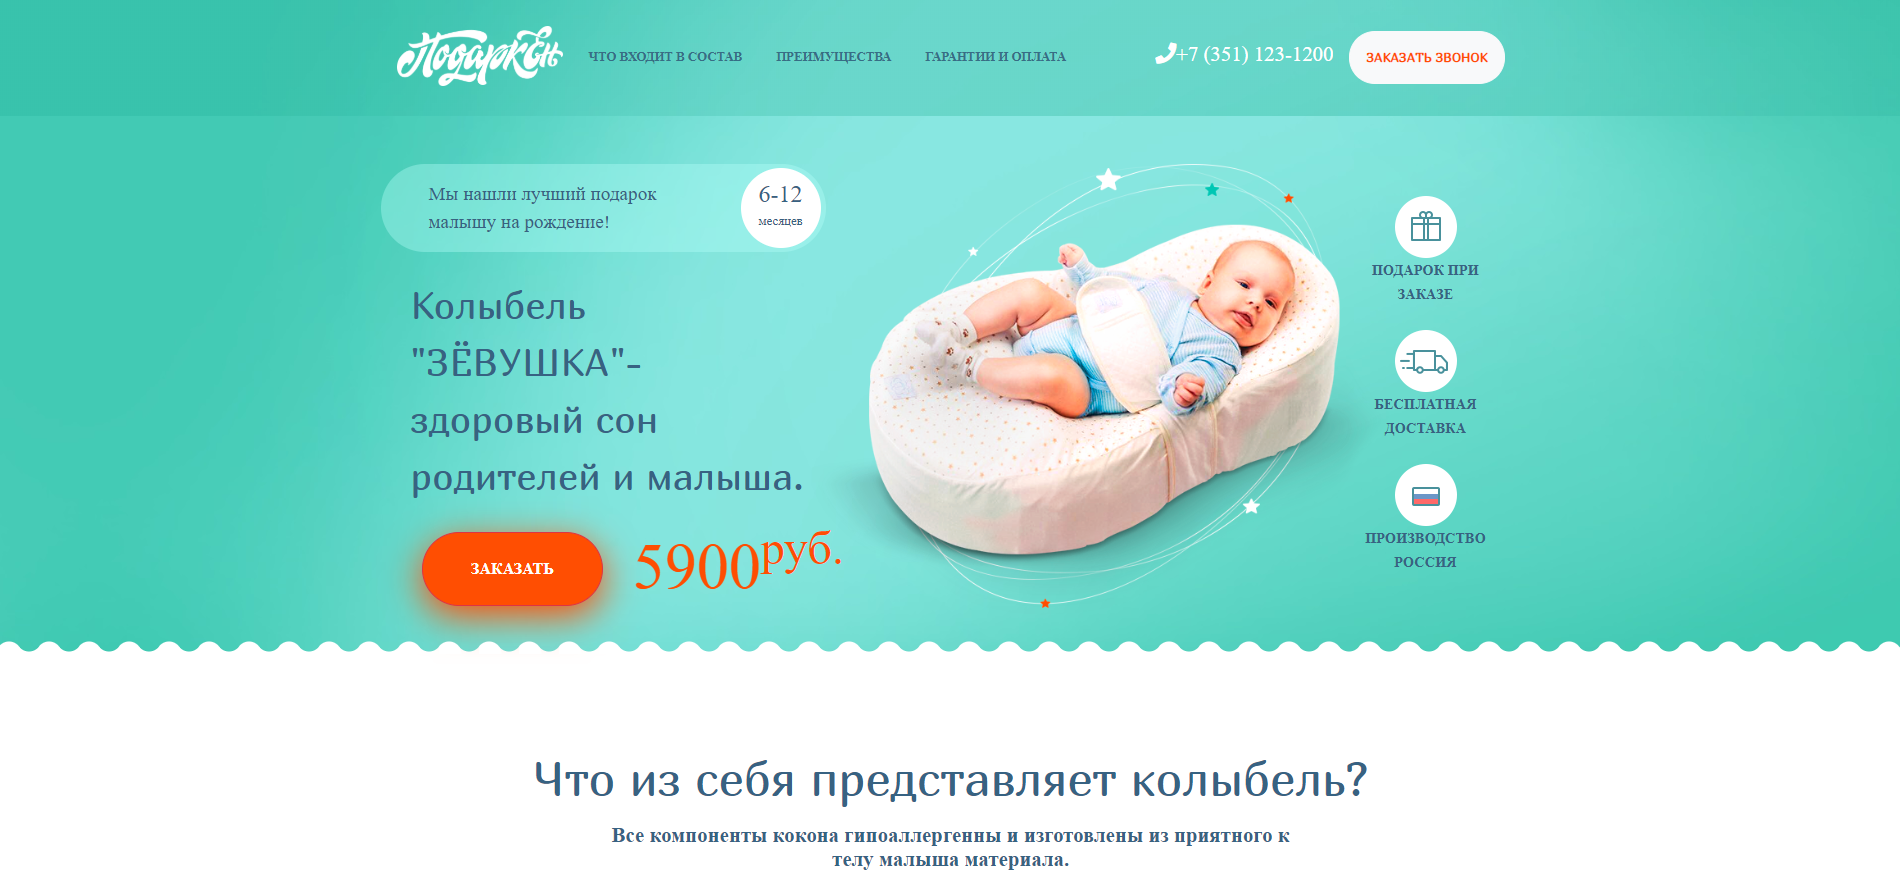 Подаркён
ЧТО ВХОДИТ В СОСТАВ
ПРЕИМУЩЕСТВА
ГАРАНТИИ И ОПЛАТА
+7 (351) 123-1200
ЗАКАЗАТЬ ЗВОНОК
Мы нашли лучший подарок
малышу на рождение!
6-12
месяцев
Колыбель
"ЗЁВУШКА"-
здоровый сон
родителей и малыша.
ЗАКАЗАТЬ
5900руб.
ПОДАРОК ПРИ
ЗАКАЗЕ
БЕСПЛАТНАЯ
ДОСТАВКА
ПРОИЗВОДСТВО
РОССИЯ
Что из себя представляет колыбель?
Все компоненты кокона гипоаллергенны и изготовлены из приятного к
телу малыша материала.